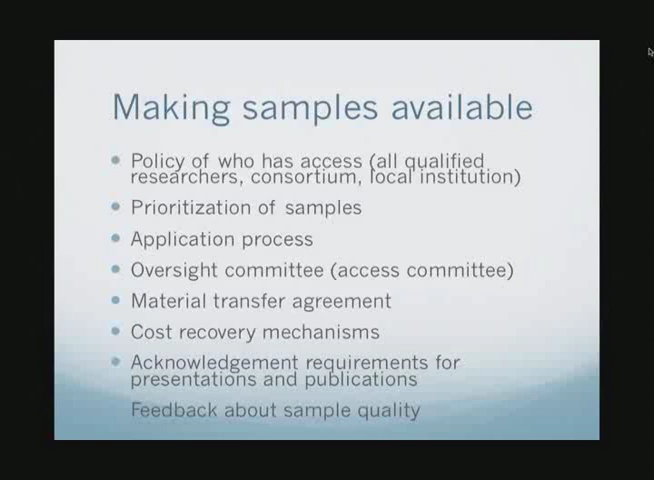 Making samples available
• Policy of who has access (all qualified
researchers, consortium, local institution)
• Prioritization of samples
• Application process
• Oversight committee (access committee)
• Material transfer agreement
• Cost recovery mechanisms
• Acknowledgement requirements for
presentations and publications
Feedback about sample quality